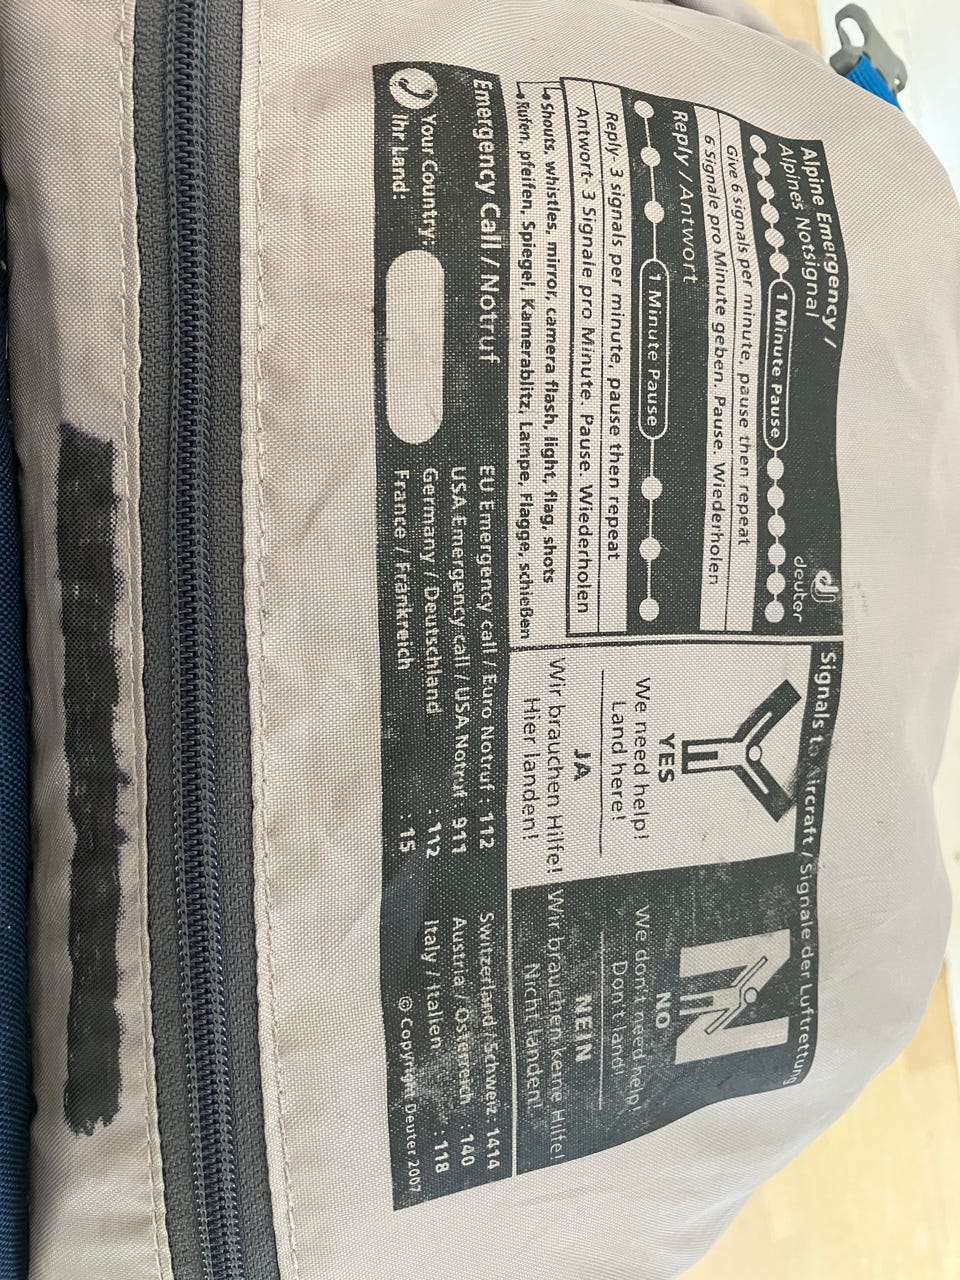 Alpine Emergency /
Alpines Notsignal
deuter
1 Minute Pause
Give 6 signals per minute, pause then repeat
6 Signale pro Minute geben. Pause. Wiederholen
Reply / Antwort
1 Minute Pause
Reply- 3 signals per minute, pause then repeat
Antwort- 3 Signale pro Minute. Pause. Wiederholen
Shouts, whistles, mirror, camera flash, light, flag, shots
Rufen, pfeifen, Spiegel, Kamerablitz, Lampe, Flagge, schießen
Signals to Aircraft / Signale der Luftrettung
YES
We need help!
Land here!
JA
Wir brauchen Hilfe!
Hier landen!
N
NO
We don't need help!
Don't land!
NEIN
Wir brauchen keine Hilfe!
Nicht landen!
Emergency Call / Notruf
Your Country:
Ihr Land:
EU Emergency call / Euro Notruf : 112
USA Emergency call / USA Notruf : 911
Germany / Deutschland : 112
France / Frankreich : 15
Switzerland / Schweiz : 1414
Austria / Österreich : 140
Italy / Italien : 118
© Copyright Deuter 2007